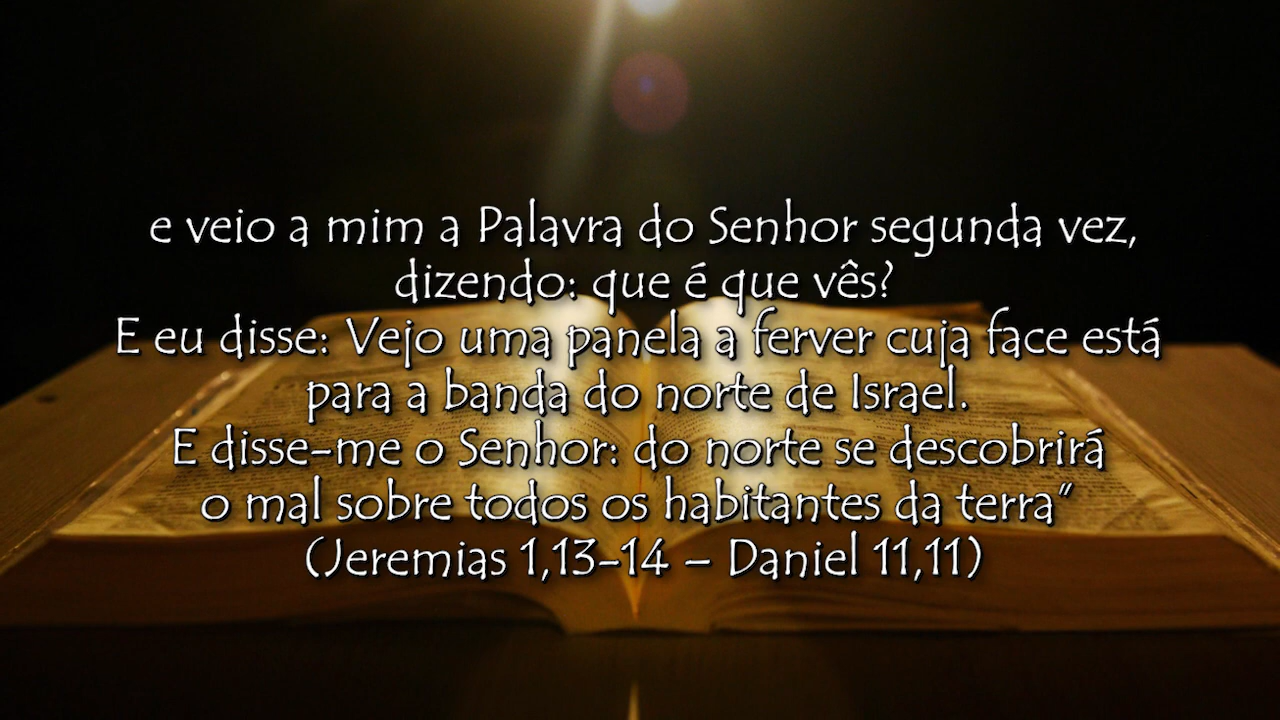 e veio a mim a Palavra do Senhor segunda vez,
dizendo: que é que vês?
E eu disse: Vejo uma panela a ferver cuja face está
para a banda do norte de Israel.
E disse-me o Senhor: do norte se descobrirá
o mal sobre todos os habitantes da terra"
(Jeremias 1,13-14 – Daniel 11,11)